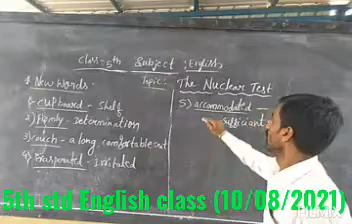 Class=5th Subject :English
Topic:- The Nuclear Test
* New Words
1) Cupboard - Shelf
2) Firmly - Determination
3) couch - a long comfortable seat
4) Exasperated - Irritated
5) accommodated -
sufficient
5th std English class (10/08/2021)